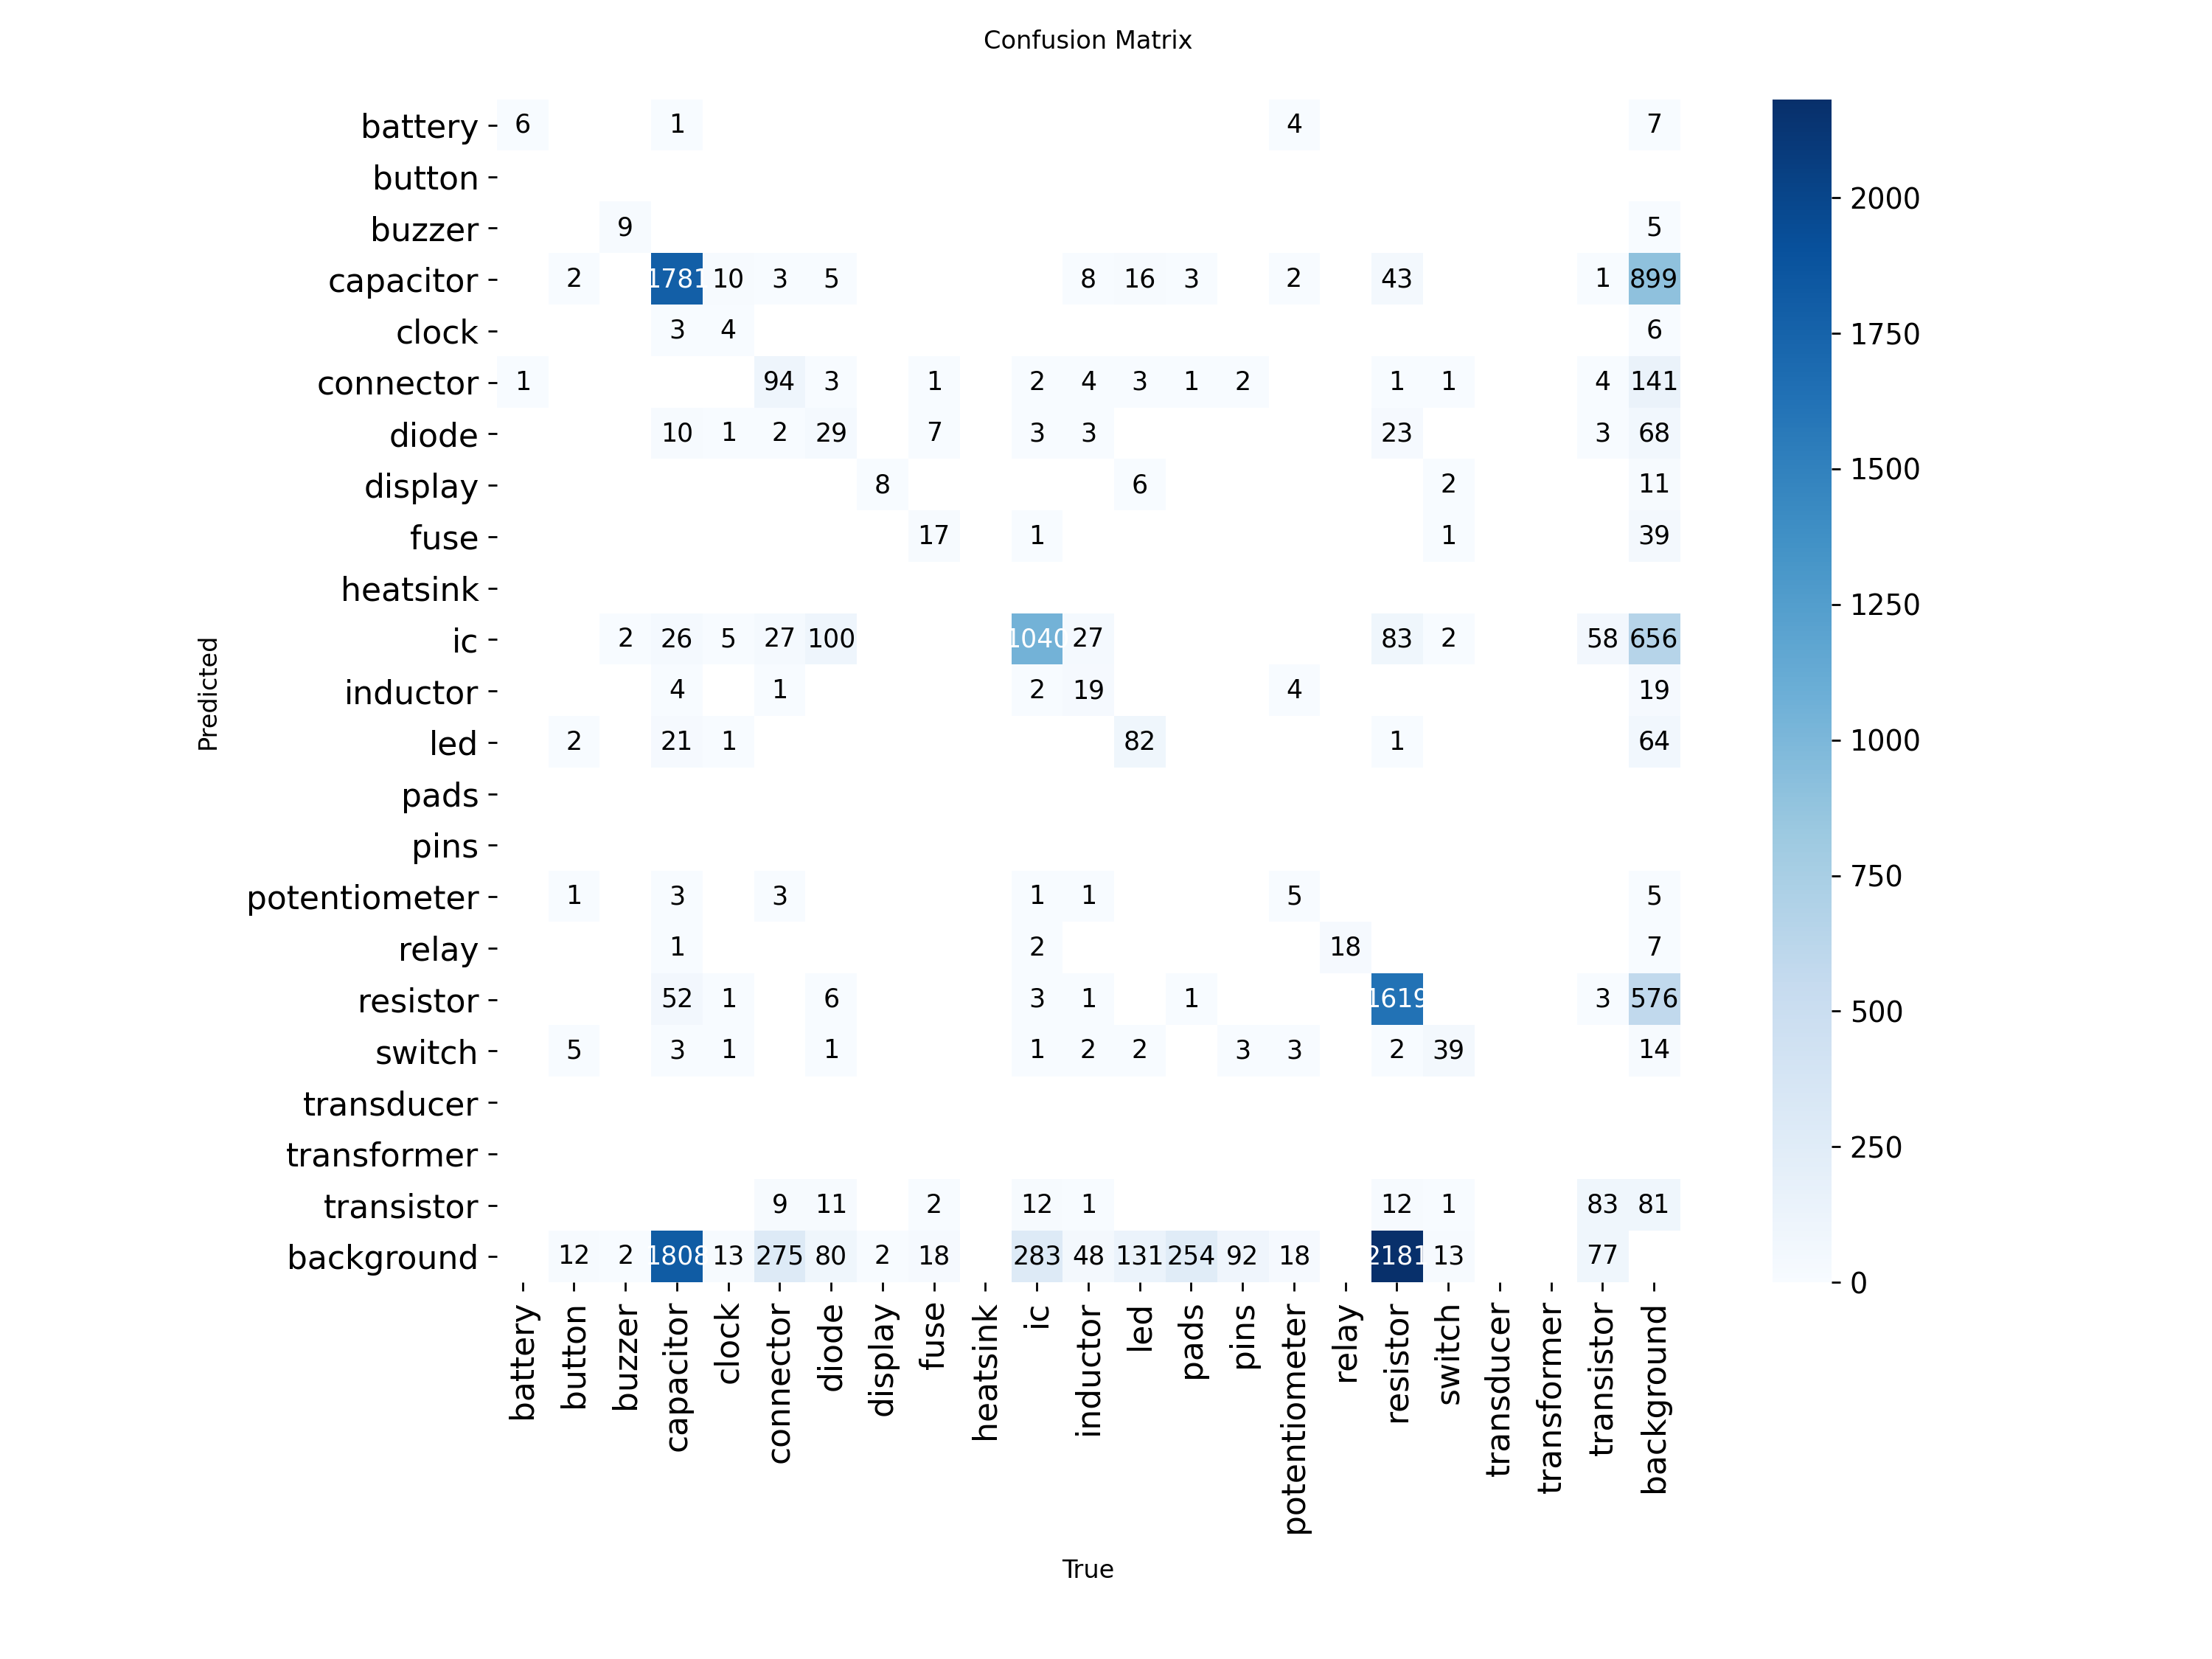 Confusion Matrix
battery 6 1 4 7
button
buzzer 9 5
capacitor 2 1781 10 3 5 8 16 3 2 43 1 899
clock 3 4 6
connector 1 94 3 1 2 4 3 1 2 1 1 4 141
diode 10 1 2 29 7 3 3 23 3 68
display 8 6 2 11
fuse 17 1 1 39
heatsink
ic 2 26 5 27 100 1040 27 83 2 58 656
inductor 4 1 2 19 4 19
led 2 21 1 82 1 64
pads
pins
potentiometer 1 3 3 1 1 5 5
relay 1 2 18 7
resistor 52 1 6 3 1 1 1619 3 576
switch 5 3 1 1 1 2 2 3 3 2 39 14
transducer
transformer
transistor 9 11 2 12 1 12 1 83 81
background 12 2 1808 13 275 80 2 18 283 48 131 254 92 18 2181 13 77
Predicted
battery button buzzer capacitor clock connector diode display fuse heatsink ic inductor led pads pins potentiometer relay resistor switch transducer transformer transistor background
True
2000
1750
1500
1250
1000
750
500
250
0